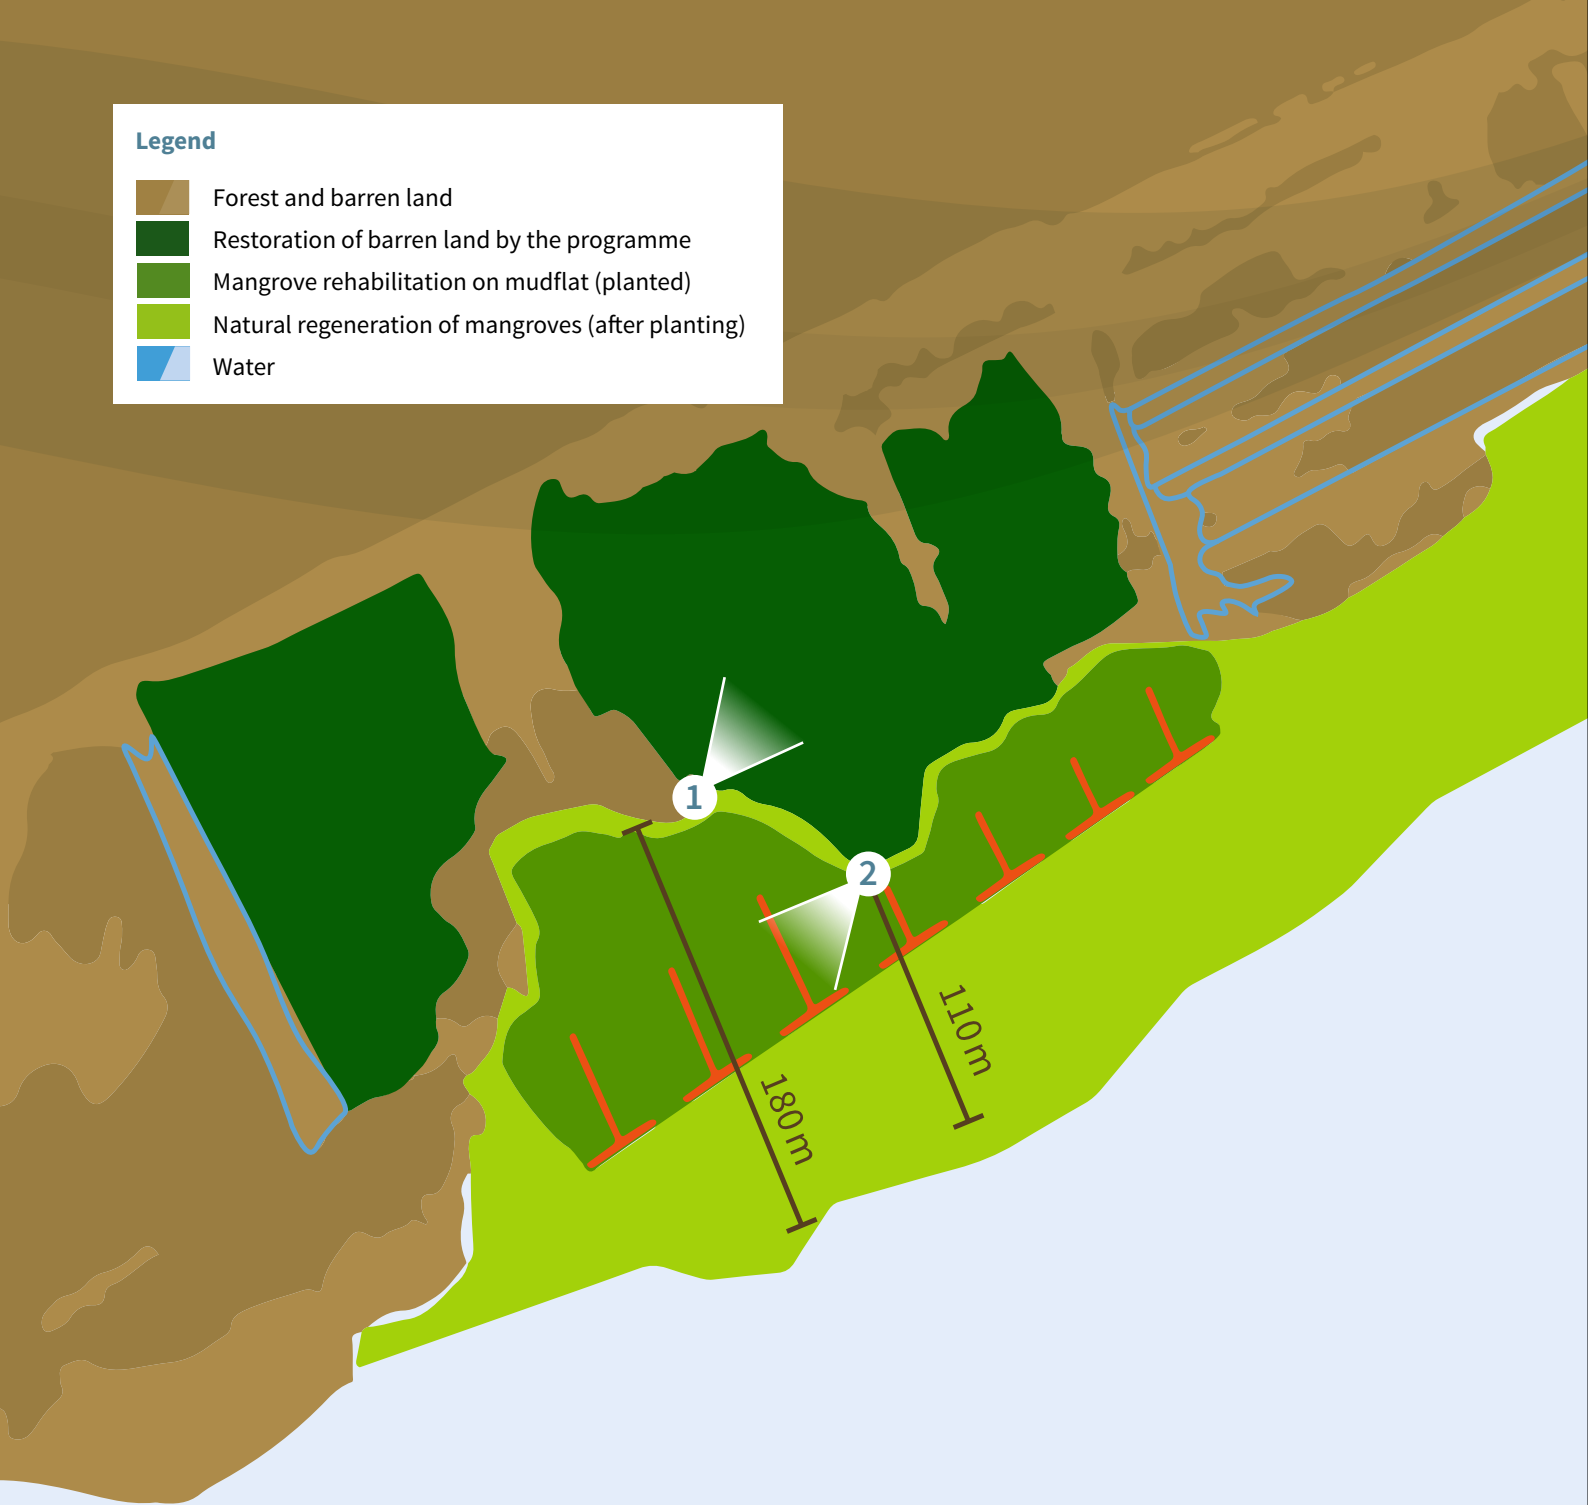 Legend
Forest and barren land
Restoration of barren land by the programme
Mangrove rehabilitation on mudflat (planted)
Natural regeneration of mangroves (after planting)
Water
1
2
110 m
180 m